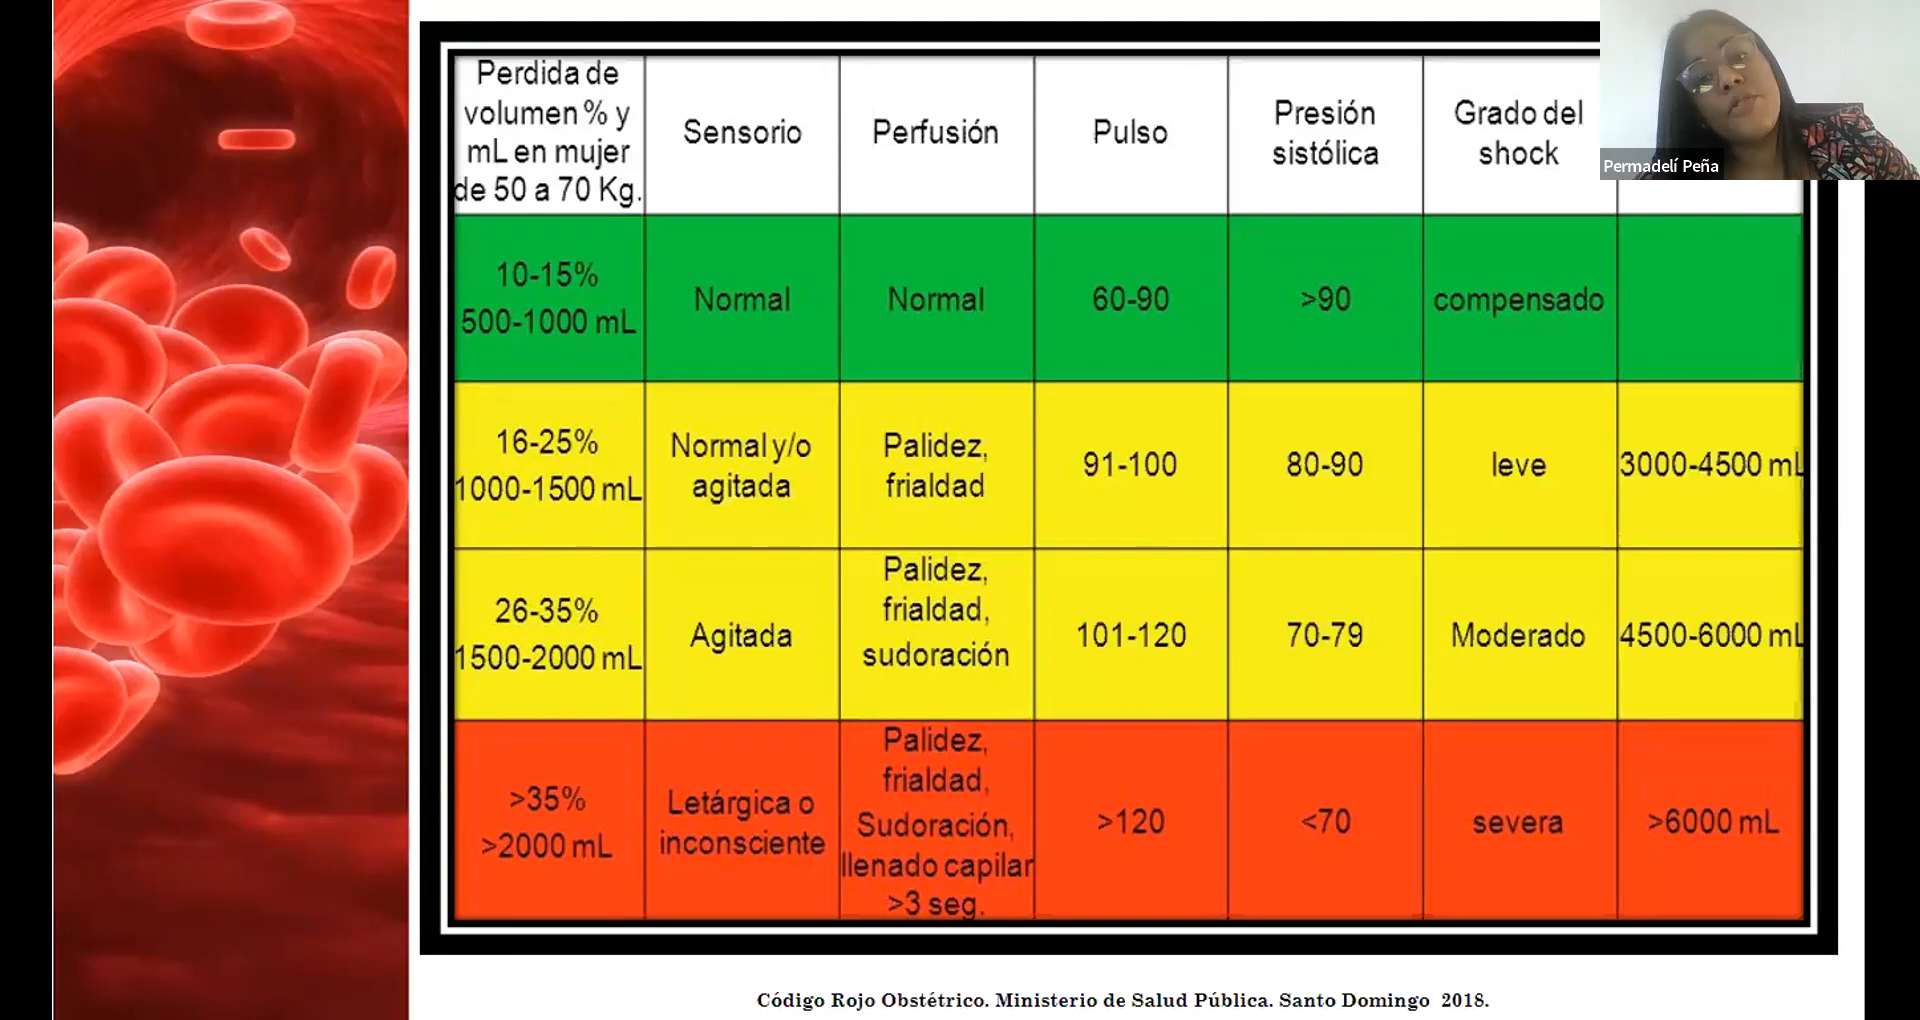 Perdida de
volumen % y
mL en mujer
de 50 a 70 Kg.
Sensorio
Perfusión
Pulso
Presión
sistólica
Grado del
shock
Permadelí Peña
10-15%
500-1000 mL
Normal
Normal
60-90
>90
compensado
16-25%
1000-1500 mL
Normal y/o
agitada
Palidez,
frialdad
91-100
80-90
leve
3000-4500 mL
26-35%
1500-2000 mL
Agitada
Palidez,
frialdad,
sudoración
101-120
70-79
Moderado
4500-6000 mL
>35%
>2000 mL
Letárgica o
inconsciente
Palidez,
frialdad,
Sudoración,
llenado capilar
>3 seg.
>120
<70
severa
>6000 mL
Código Rojo Obstétrico. Ministerio de Salud Pública. Santo Domingo 2018.